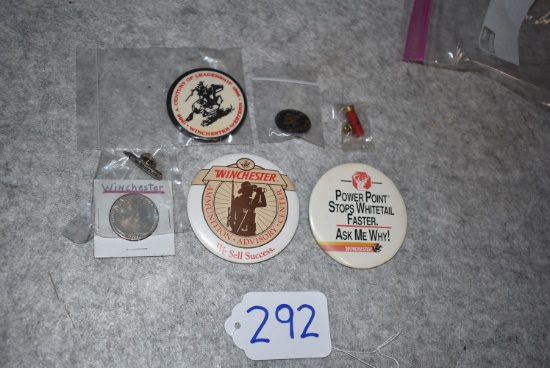 A CENTURY OF LEADERSHIP
WINCHESTER-WESTERN
Winchester
WINCHESTER
AMMUNITION • ADVISORY • CENTER
We Sell Success.
POWER POINT
STOPS WHITETAIL
FASTER.
ASK ME WHY!
WINCHESTER
292